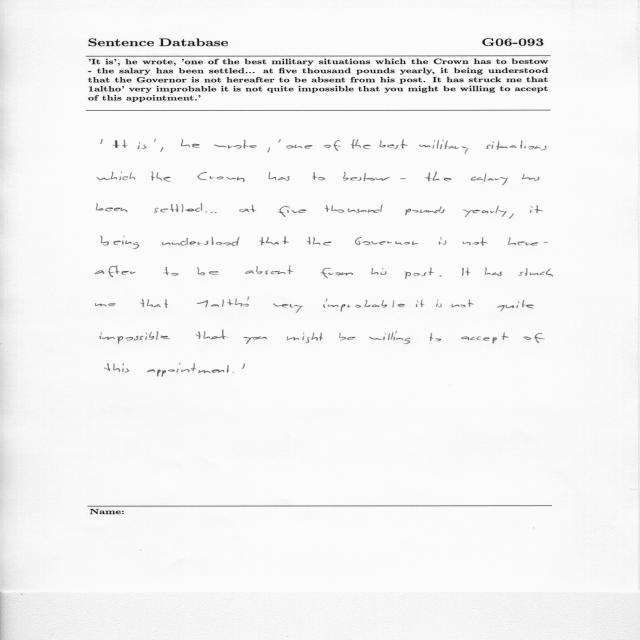 Sentence Database G06-093
'It is', he wrote, 'one of the best military situations which the Crown has to bestow
- the salary has been settled... at five thousand pounds yearly, it being understood
that the Governor is not hereafter to be absent from his post. It has struck me that
1altho' very improbable it is not quite impossible that you might be willing to accept
of this appointment.'
'It is', he wrote, 'one of the best military situations
which the Crown has to bestow - the salary has
been settled... at five thousand pounds yearly, it
being understood that the Governor is not here-
after to be absent from his post. It has struck
me that 1altho' very improbable it is not quite
impossible that you might be willing to accept of
this appointment.'
Name: